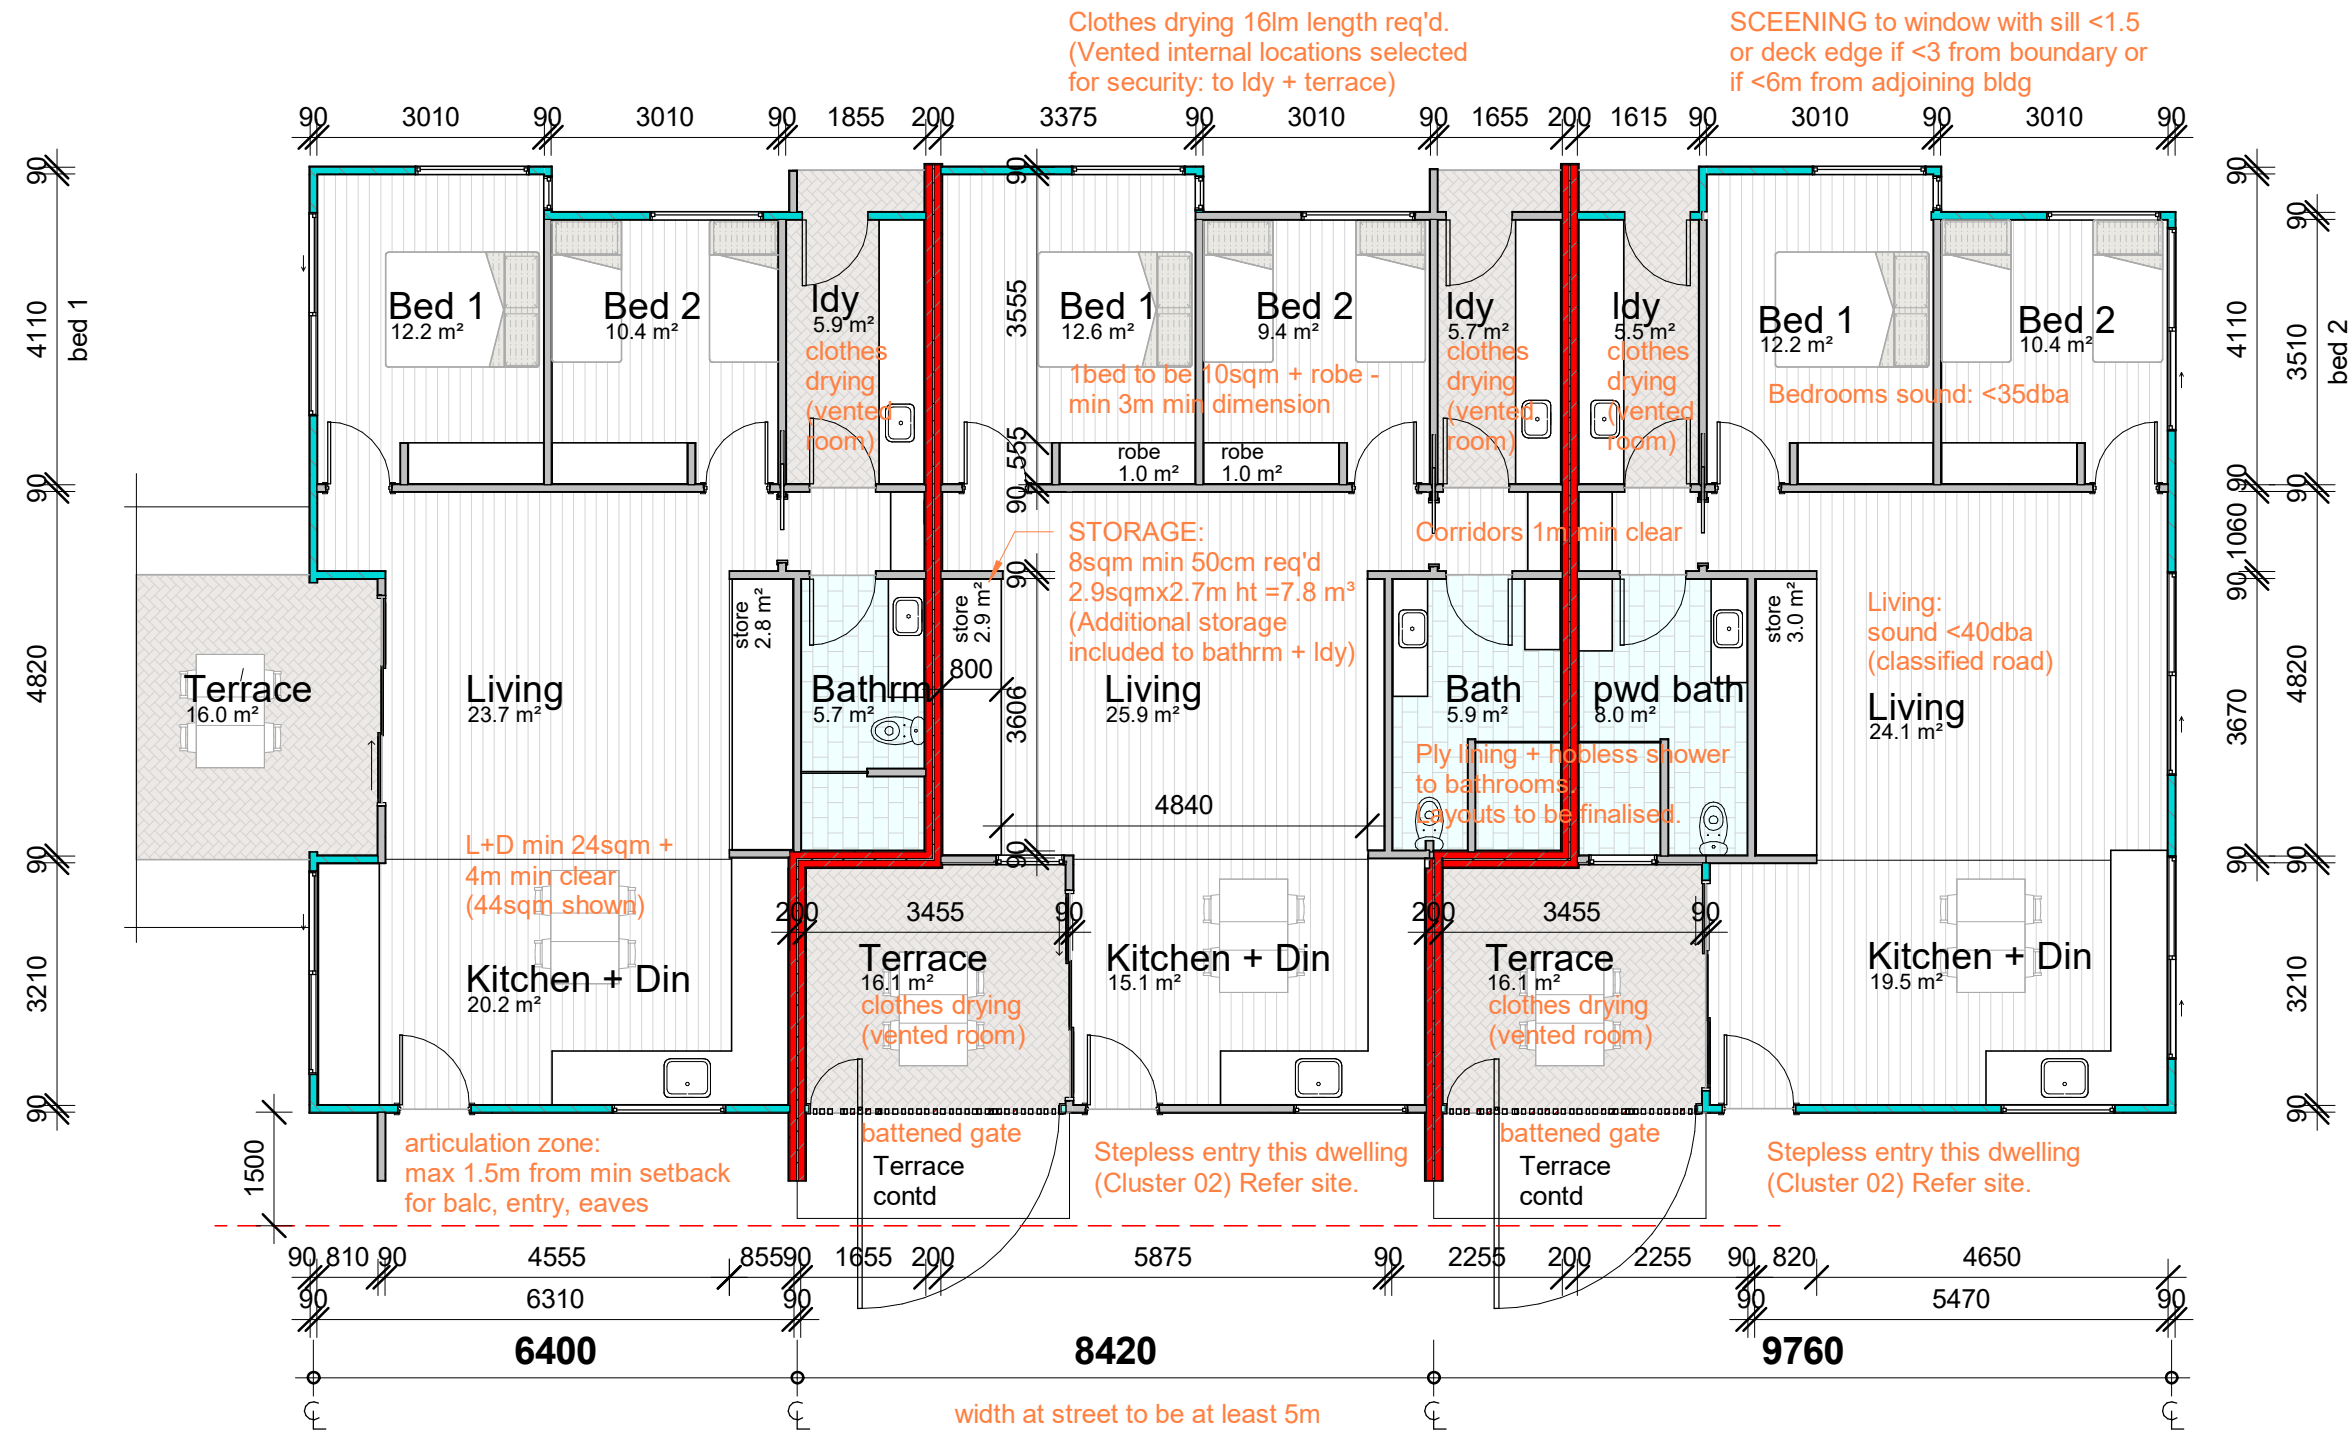 Clothes drying 16lm length req'd.
(Vented internal locations selected
for security: to ldy + terrace)
SCEENING to window with sill <1.5
or deck edge if <3 from boundary or
if <6m from adjoining bldg
90 3010 90 3010 90 1855 200 3375 90 3010 90 1655 200 1615 90 3010 90 3010 90
90
4110
bed 1
90
4820
90
3210
90
1500
Bed 1
12.2 m²
Bed 2
10.4 m²
ldy
5.9 m²
clothes
drying
(vented
room)
90
3555
555
90
90
3606
90
Bed 1
12.6 m²
Bed 2
9.4 m²
1bed to be 10sqm + robe -
min 3m min dimension
robe
1.0 m²
robe
1.0 m²
ldy
5.7 m²
clothes
drying
(vented
room)
ldy
5.5 m²
clothes
drying
(vented
room)
Bed 1
12.2 m²
Bed 2
10.4 m²
Bedrooms sound: <35dba
90
4110
90
1060
90
3670
90
90
3510
bed 2
90
4820
90
3210
90
STORAGE:
8sqm min 50cm req'd
2.9sqmx2.7m ht =7.8 m³
(Additional storage
included to bathrm + ldy)
Corridors 1m min clear
store
2.8 m²
store
2.9 m²
800
store
3.0 m²
Living:
sound <40dba
(classified road)
Terrace
16.0 m²
Living
23.7 m²
Bathrm
5.7 m²
Living
25.9 m²
Bath
5.9 m²
pwd bath
8.0 m²
Living
24.1 m²
Ply lining + hobless shower
to bathrooms.
Layouts to be finalised.
4840
L+D min 24sqm +
4m min clear
(44sqm shown)
200 3455 90
200 3455 90
Kitchen + Din
20.2 m²
Terrace
16.1 m²
clothes drying
(vented room)
Kitchen + Din
15.1 m²
Terrace
16.1 m²
clothes drying
(vented room)
Kitchen + Din
19.5 m²
articulation zone:
max 1.5m from min setback
for balc, entry, eaves
battened gate
Terrace
contd
Stepless entry this dwelling
(Cluster 02) Refer site.
battened gate
Terrace
contd
Stepless entry this dwelling
(Cluster 02) Refer site.
90 810 90 4555 855 90 1655 200 5875 90 2255 200 2255 90 820 4650
90 6310 90 90 5470 90
6400 8420 9760
width at street to be at least 5m